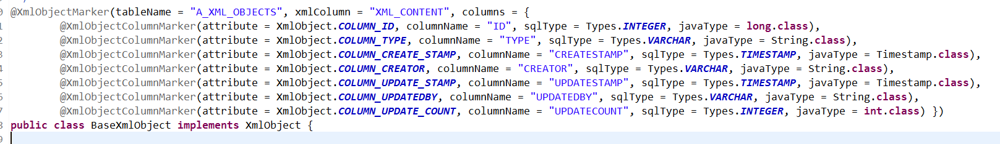 @XmlObjectMarker(tableName = "A_XML_OBJECTS", xmlColumn = "XML_CONTENT", columns = {
@XmlObjectColumnMarker(attribute = XmlObject.COLUMN_ID, columnName = "ID", sqlType = Types.INTEGER, javaType = long.class),
@XmlObjectColumnMarker(attribute = XmlObject.COLUMN_TYPE, columnName = "TYPE", sqlType = Types.VARCHAR, javaType = String.class),
@XmlObjectColumnMarker(attribute = XmlObject.COLUMN_CREATE_STAMP, columnName = "CREATESTAMP", sqlType = Types.TIMESTAMP, javaType = Timestamp.class),
@XmlObjectColumnMarker(attribute = XmlObject.COLUMN_CREATOR, columnName = "CREATOR", sqlType = Types.VARCHAR, javaType = String.class),
@XmlObjectColumnMarker(attribute = XmlObject.COLUMN_UPDATE_STAMP, columnName = "UPDATESTAMP", sqlType = Types.TIMESTAMP, javaType = Timestamp.class),
@XmlObjectColumnMarker(attribute = XmlObject.COLUMN_UPDATEDBY, columnName = "UPDATEDBY", sqlType = Types.VARCHAR, javaType = String.class),
@XmlObjectColumnMarker(attribute = XmlObject.COLUMN_UPDATE_COUNT, columnName = "UPDATECOUNT", sqlType = Types.INTEGER, javaType = int.class) })
public class BaseXmlObject implements XmlObject {